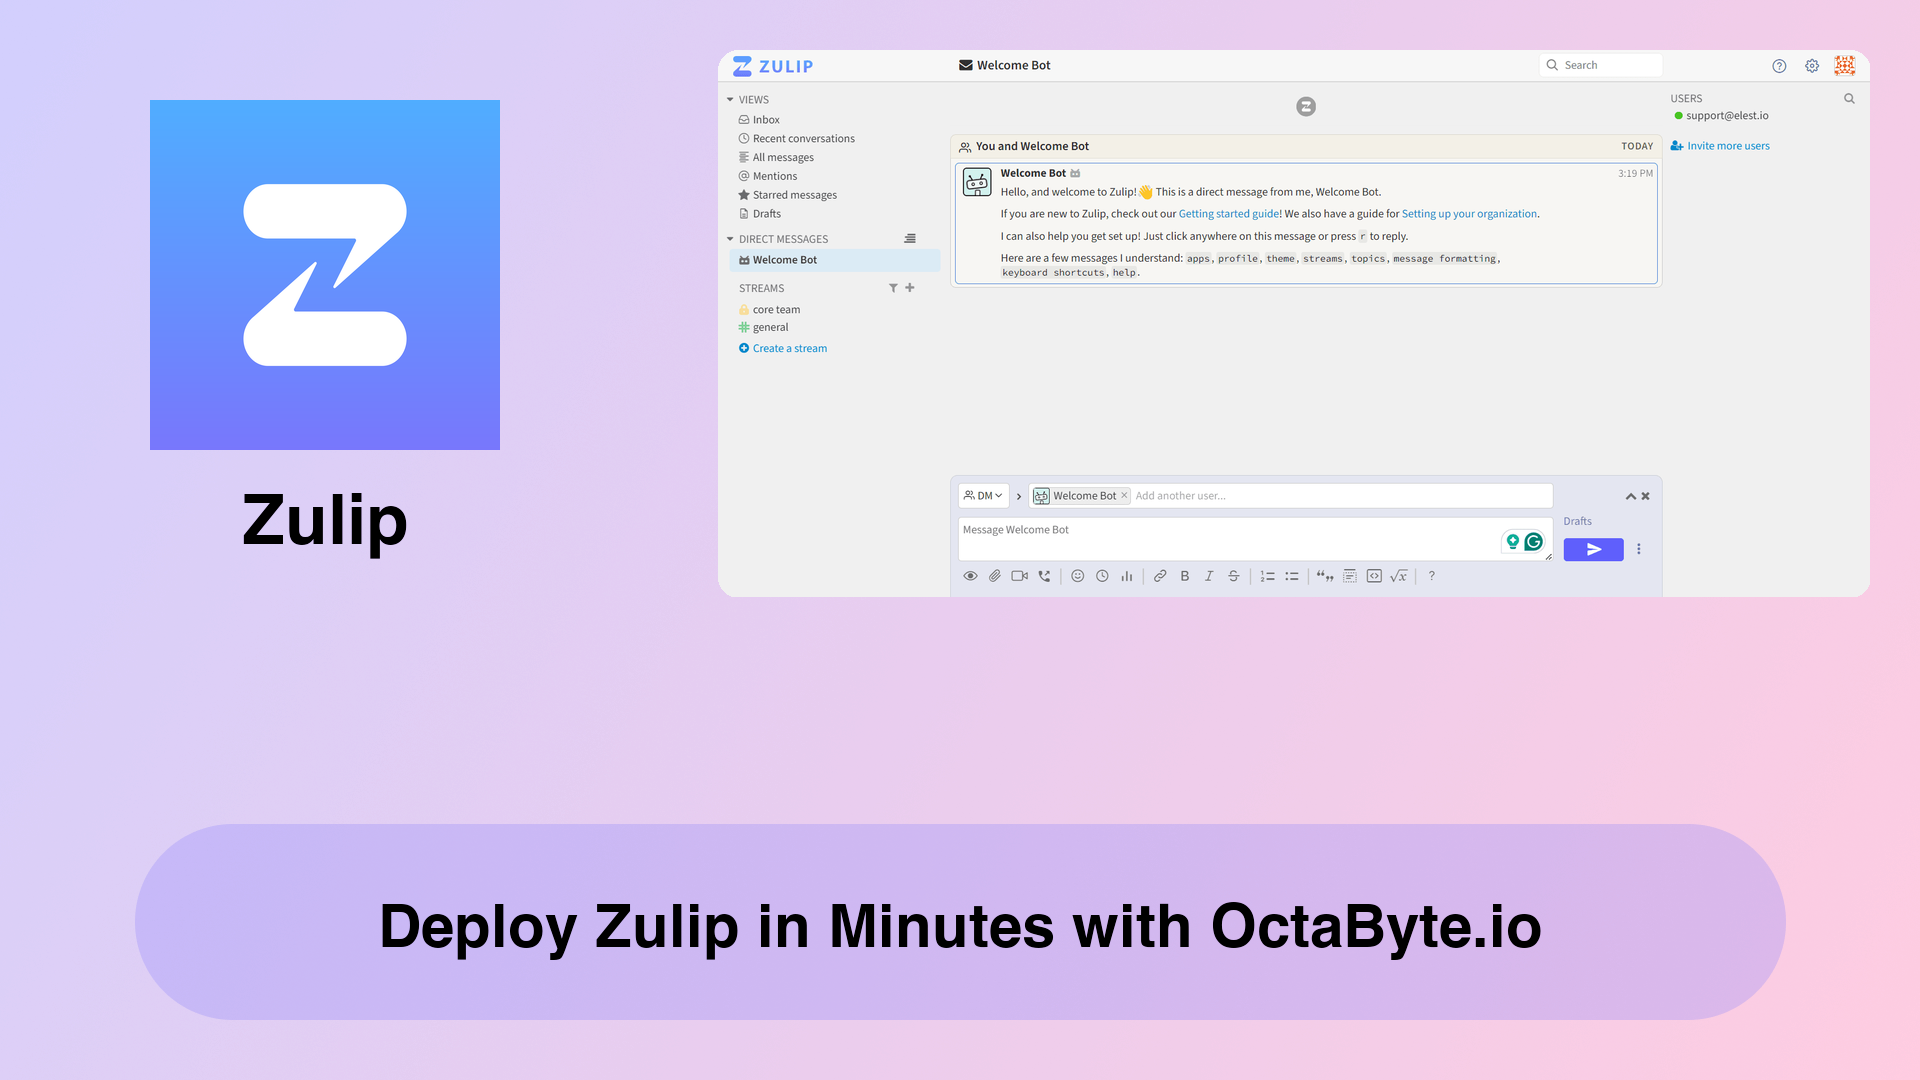 Zulip
ZULIP
Welcome Bot
Search
VIEWS
Inbox
Recent conversations
All messages
Mentions
Starred messages
Drafts
DIRECT MESSAGES
Welcome Bot
STREAMS
core team
general
Create a stream
You and Welcome Bot
TODAY
Welcome Bot
3:19 PM
Hello, and welcome to Zulip!👋 This is a direct message from me, Welcome Bot.
If you are new to Zulip, check out our Getting started guide! We also have a guide for Setting up your organization.
I can also help you get set up! Just click anywhere on this message or press r to reply.
Here are a few messages I understand: apps, profile, theme, streams, topics, message formatting,
keyboard shortcuts, help.
USERS
support@elest.io
Invite more users
DM
Welcome Bot
Add another user...
Message Welcome Bot
Drafts
Deploy Zulip in Minutes with OctaByte.io